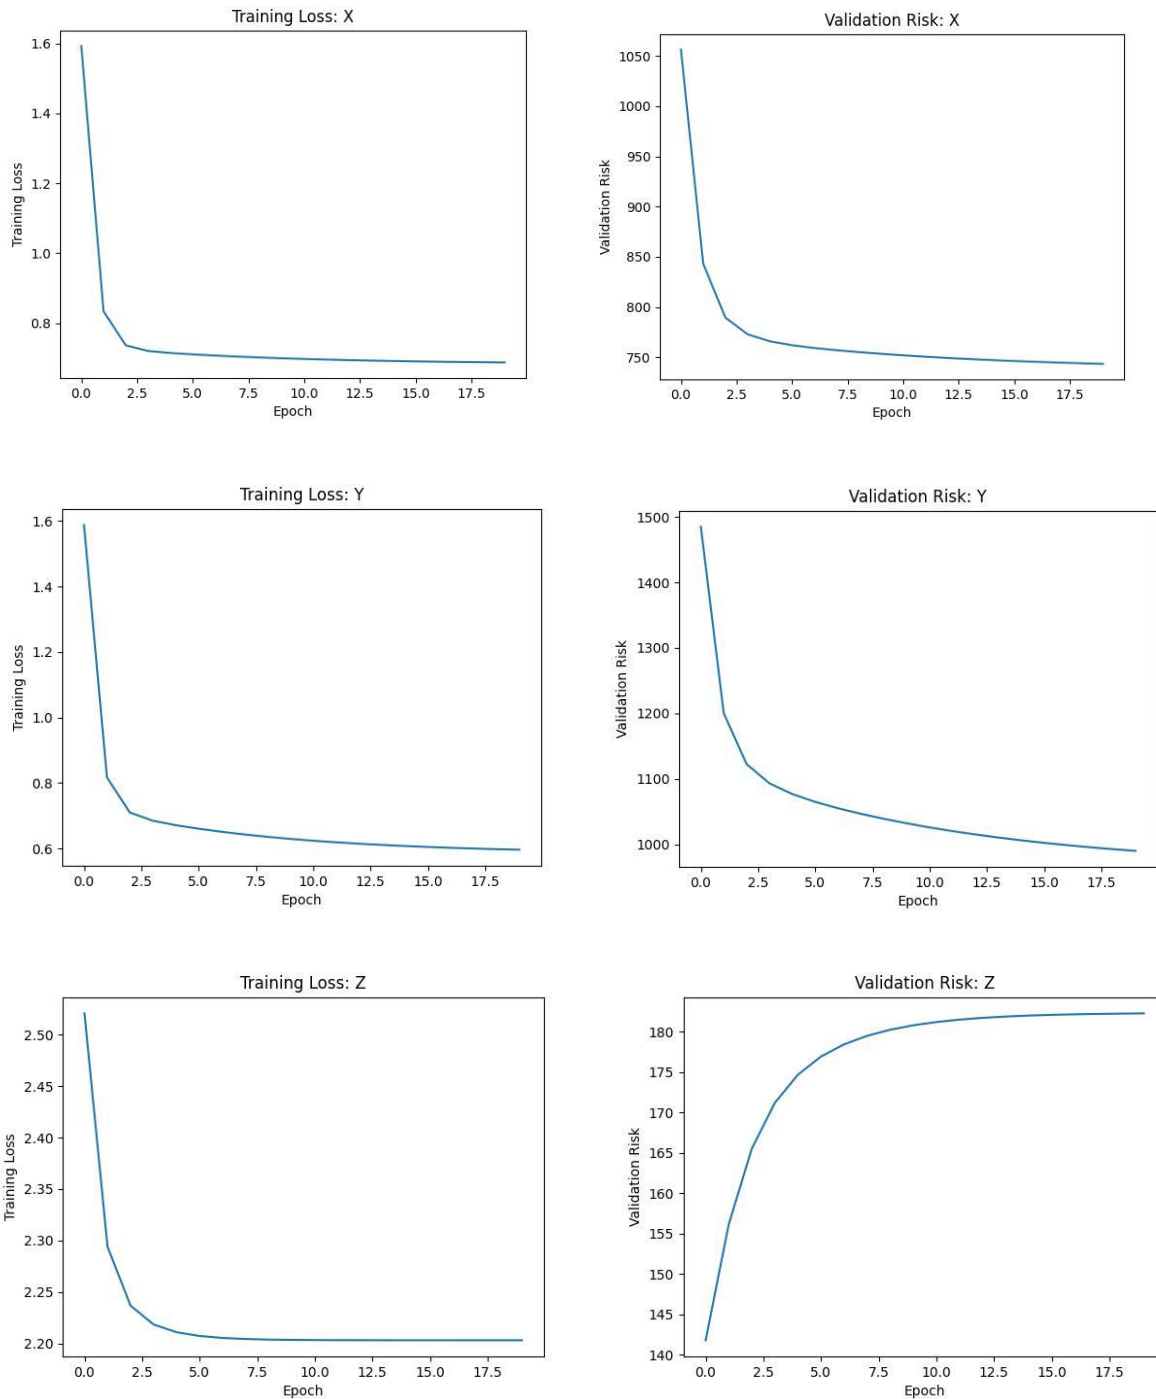 Training Loss: X
Training Loss
1.6
1.4
1.2
1.0
0.8
0.0 2.5 5.0 7.5 10.0 12.5 15.0 17.5
Epoch
Validation Risk: X
Validation Risk
1050
1000
950
900
850
800
750
0.0 2.5 5.0 7.5 10.0 12.5 15.0 17.5
Epoch
Training Loss: Y
Training Loss
1.6
1.4
1.2
1.0
0.8
0.6
0.0 2.5 5.0 7.5 10.0 12.5 15.0 17.5
Epoch
Validation Risk: Y
Validation Risk
1500
1400
1300
1200
1100
1000
0.0 2.5 5.0 7.5 10.0 12.5 15.0 17.5
Epoch
Training Loss: Z
Training Loss
2.50
2.45
2.40
2.35
2.30
2.25
2.20
0.0 2.5 5.0 7.5 10.0 12.5 15.0 17.5
Epoch
Validation Risk: Z
Validation Risk
180
175
170
165
160
155
150
145
140
0.0 2.5 5.0 7.5 10.0 12.5 15.0 17.5
Epoch